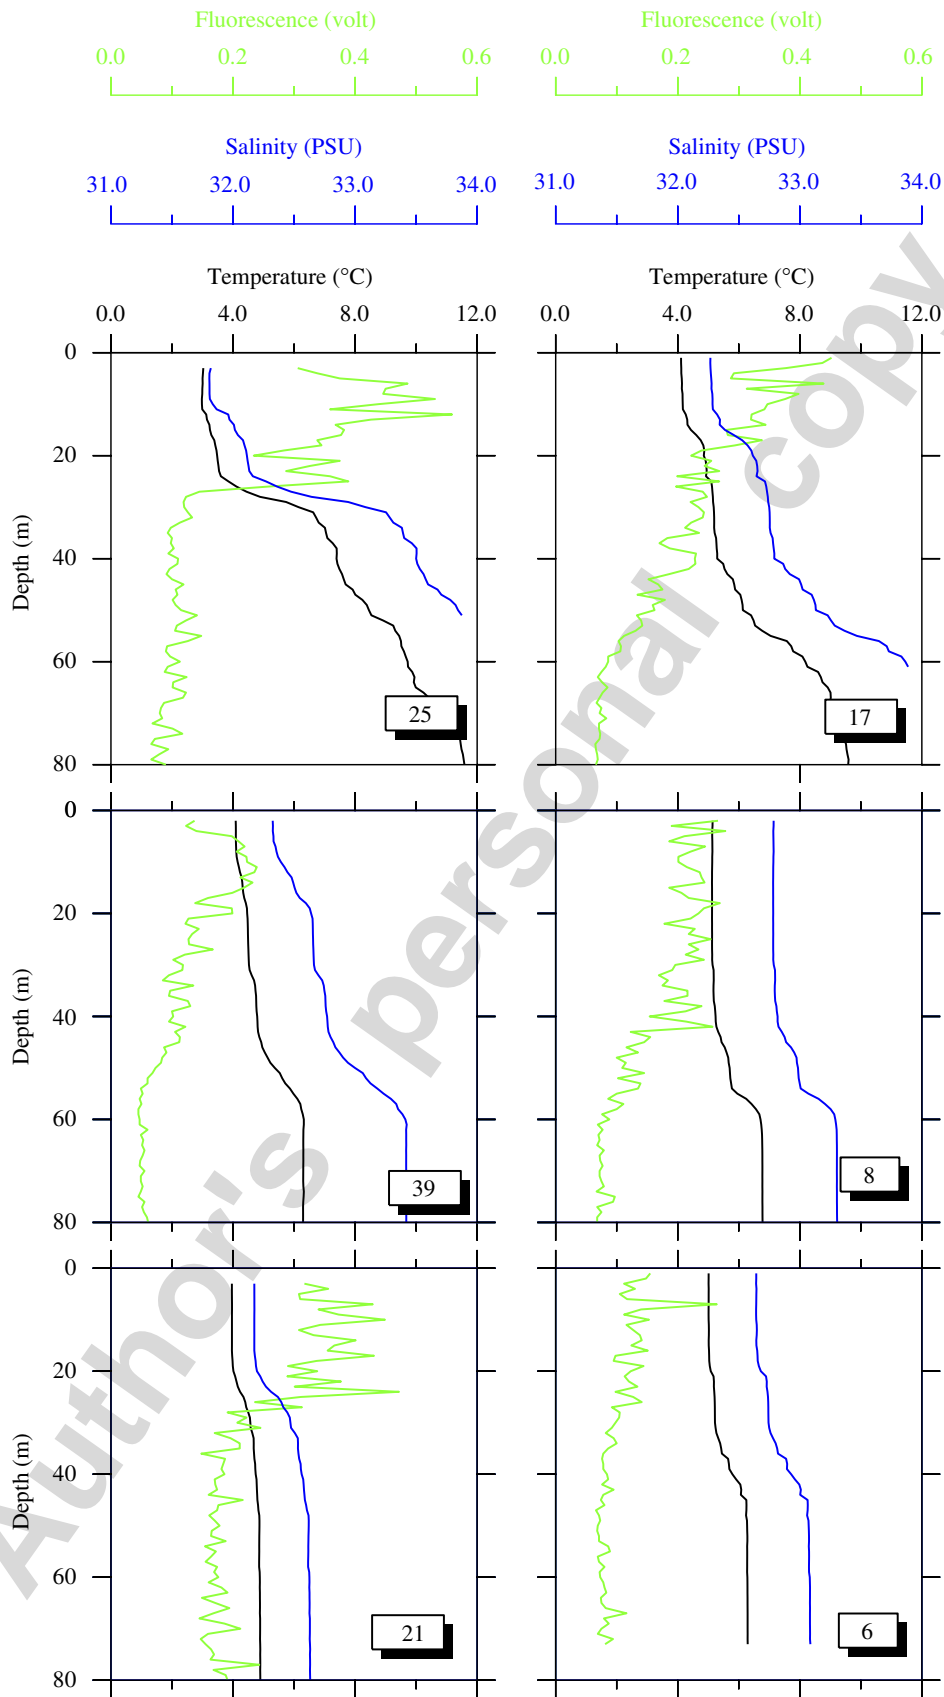 Fluorescence (volt) Fluorescence (volt)
0.0 0.2 0.4 0.6 0.0 0.2 0.4 0.6
Salinity (PSU) Salinity (PSU)
31.0 32.0 33.0 34.0 31.0 32.0 33.0 34.0
Temperature (°C) Temperature (°C)
0.0 4.0 8.0 12.0 0.0 4.0 8.0 12.0
0
20
40
60
80
Depth (m)
25 17
0
20
40
60
80
Depth (m)
39 8
0
20
40
60
80
Depth (m)
21 6
Author's personal copy